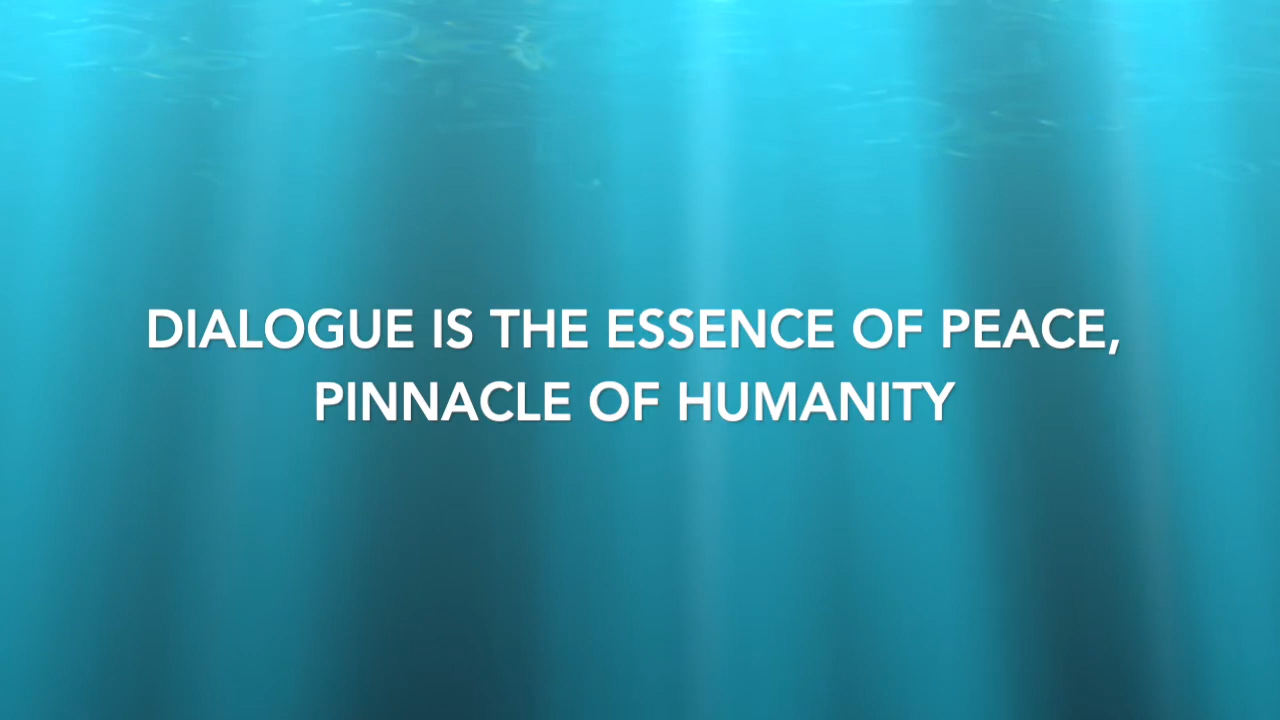 DIALOGUE IS THE ESSENCE OF PEACE,
PINNACLE OF HUMANITY